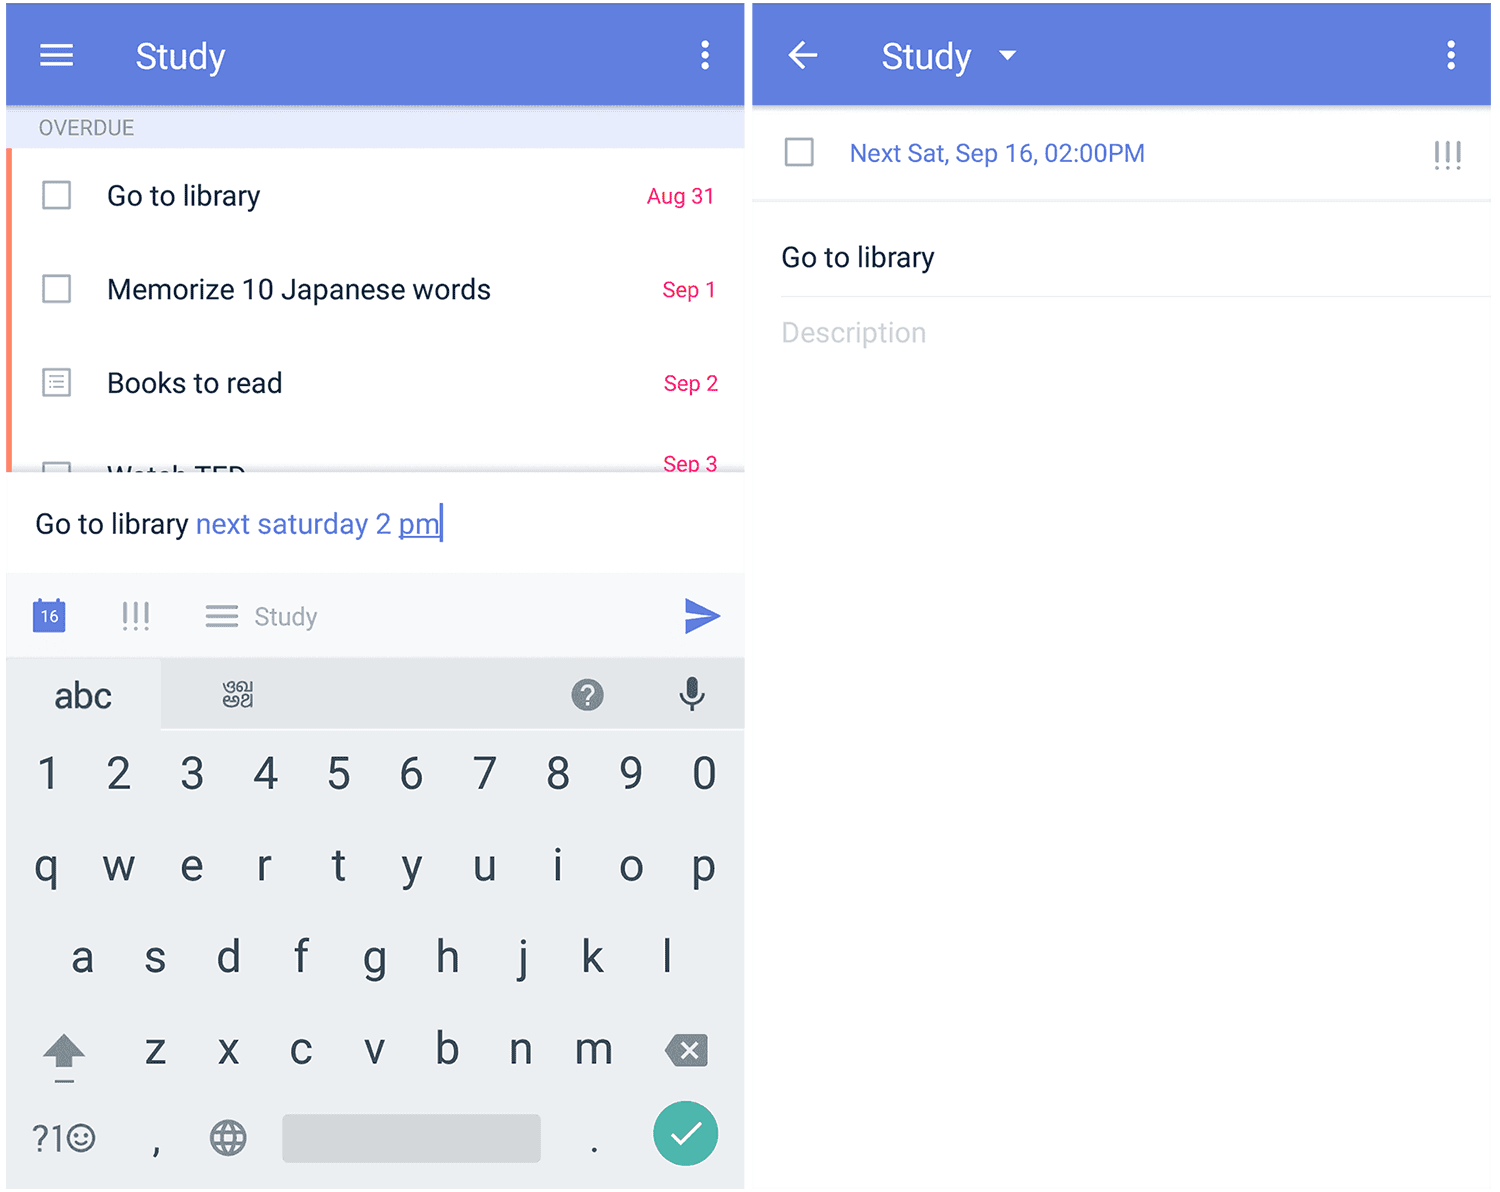 Study
OVERDUE
Go to library Aug 31
Memorize 10 Japanese words Sep 1
Books to read Sep 2
Watch TED Sep 3
Go to library next saturday 2 pm
16 !!! Study
abc
1 2 3 4 5 6 7 8 9 0
q w e r t y u i o p
a s d f g h j k l
z x c v b n m
?1☺ , .
Study
Next Sat, Sep 16, 02:00PM !!!
Go to library
Description